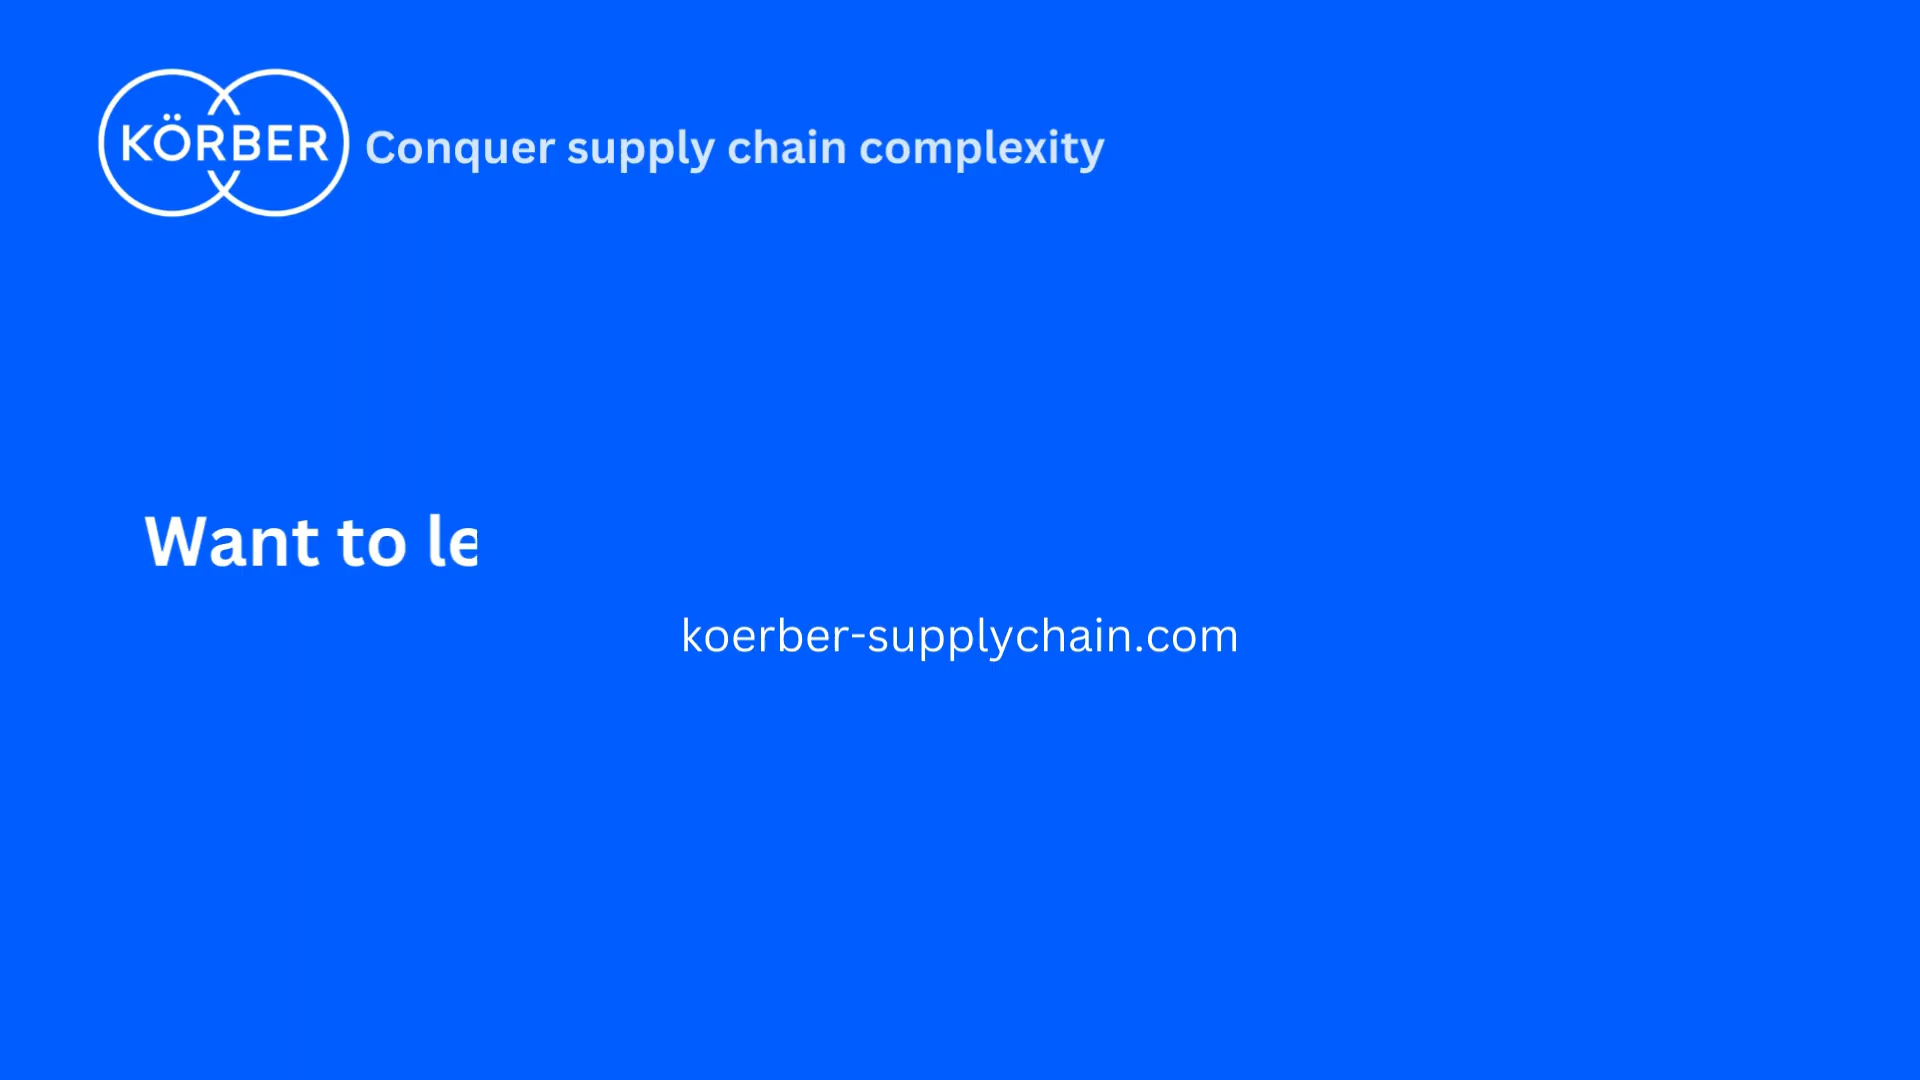 KÖRBER
Conquer supply chain complexity
Want to le
koerber-supplychain.com